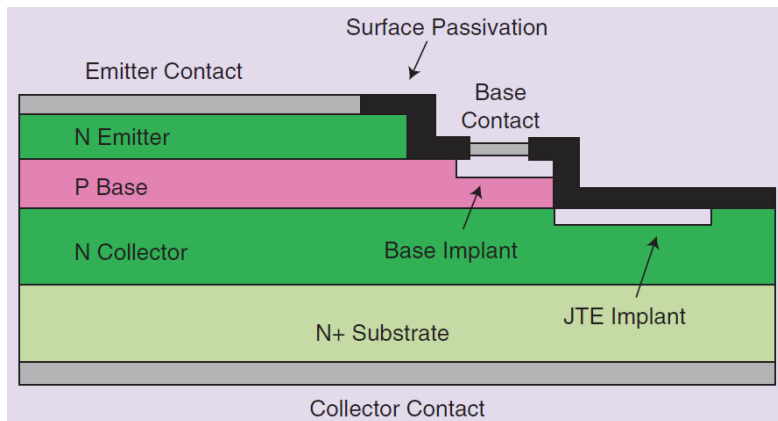 Surface Passivation
Emitter Contact
Base
Contact
N Emitter
P Base
N Collector
Base Implant
JTE Implant
N+ Substrate
Collector Contact